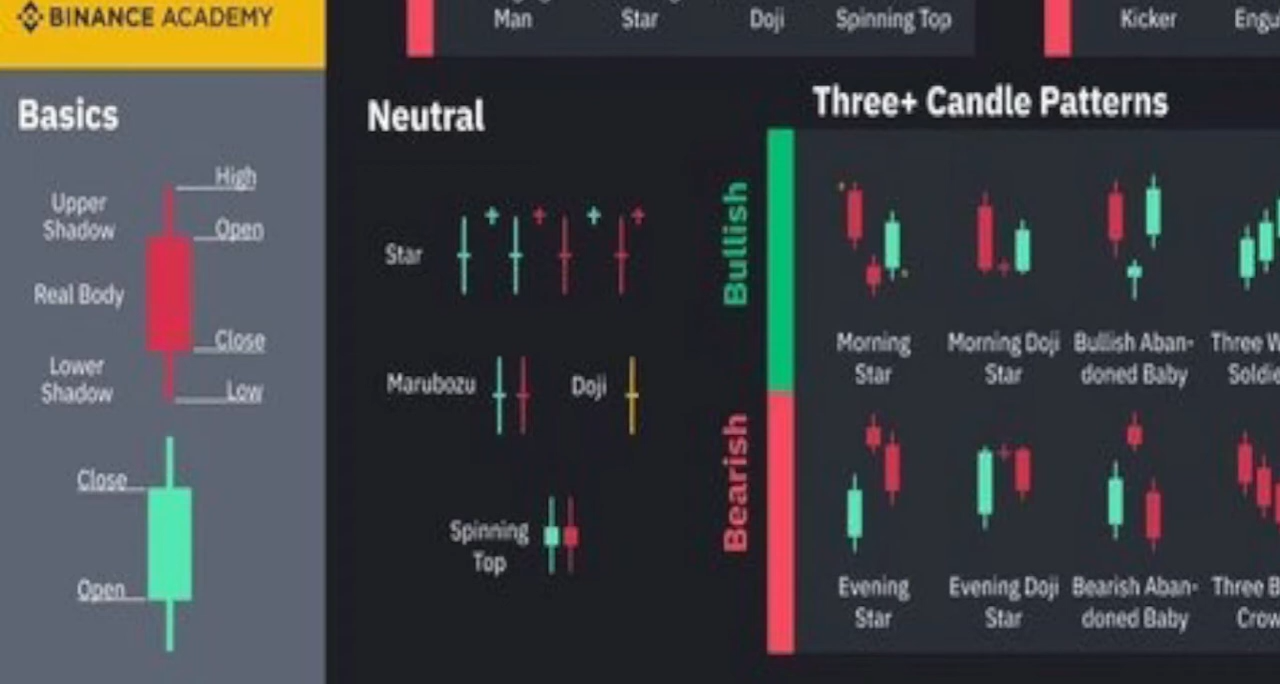 BINANCE ACADEMY
Man
Star
Doji
Spinning Top
Kicker
Basics
High
Upper
Shadow
Open
Real Body
Close
Lower
Shadow
Low
Close
Open
Neutral
Star
Marubozu
Doji
Spinning
Top
Three+ Candle Patterns
Bullish
Morning
Star
Morning Doji
Star
Bullish Aban-
doned Baby
Three
Bearish
Evening
Star
Evening Doji
Star
Bearish Aban-
doned Baby
Three